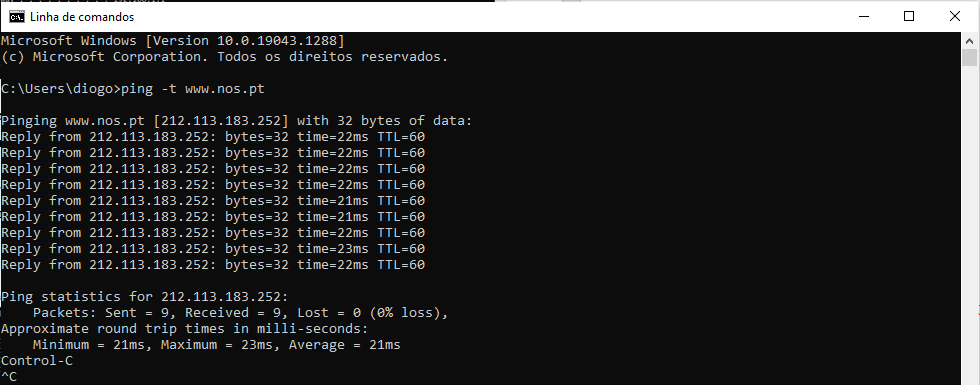 Linha de comandos
Microsoft Windows [Version 10.0.19043.1288]
(c) Microsoft Corporation. Todos os direitos reservados.
C:\Users\diogo>ping -t www.nos.pt
Pinging www.nos.pt [212.113.183.252] with 32 bytes of data:
Reply from 212.113.183.252: bytes=32 time=22ms TTL=60
Reply from 212.113.183.252: bytes=32 time=22ms TTL=60
Reply from 212.113.183.252: bytes=32 time=22ms TTL=60
Reply from 212.113.183.252: bytes=32 time=22ms TTL=60
Reply from 212.113.183.252: bytes=32 time=21ms TTL=60
Reply from 212.113.183.252: bytes=32 time=21ms TTL=60
Reply from 212.113.183.252: bytes=32 time=22ms TTL=60
Reply from 212.113.183.252: bytes=32 time=23ms TTL=60
Reply from 212.113.183.252: bytes=32 time=22ms TTL=60
Ping statistics for 212.113.183.252:
Packets: Sent = 9, Received = 9, Lost = 0 (0% loss),
Approximate round trip times in milli-seconds:
Minimum = 21ms, Maximum = 23ms, Average = 21ms
Control-C
^C